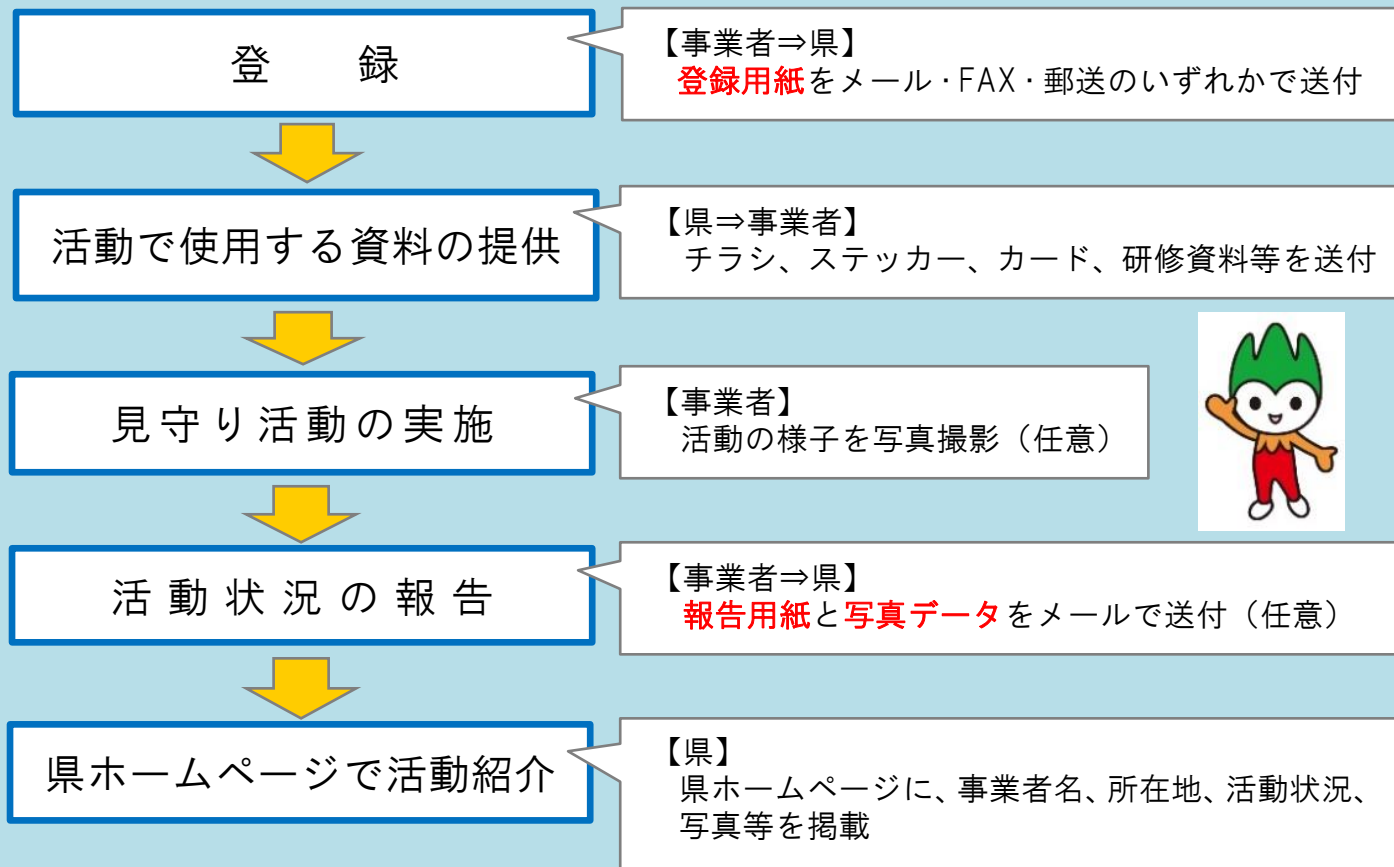 登　録
【事業者⇒県】
登録用紙をメール・FAX・郵送のいずれかで送付
活動で使用する資料の提供
【県⇒事業者】
チラシ、ステッカー、カード、研修資料等を送付
見守り活動の実施
【事業者】
活動の様子を写真撮影（任意）
活動状況の報告
【事業者⇒県】
報告用紙と写真データをメールで送付（任意）
県ホームページで活動紹介
【県】
県ホームページに、事業者名、所在地、活動状況、
写真等を掲載